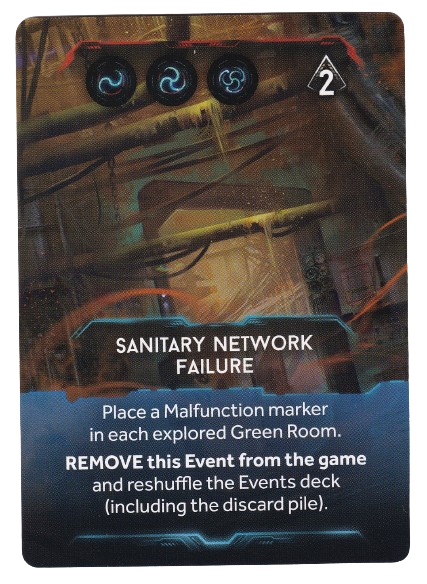 2
SANITARY NETWORK
FAILURE
Place a Malfunction marker
in each explored Green Room.
REMOVE this Event from the game
and reshuffle the Events deck
(including the discard pile).